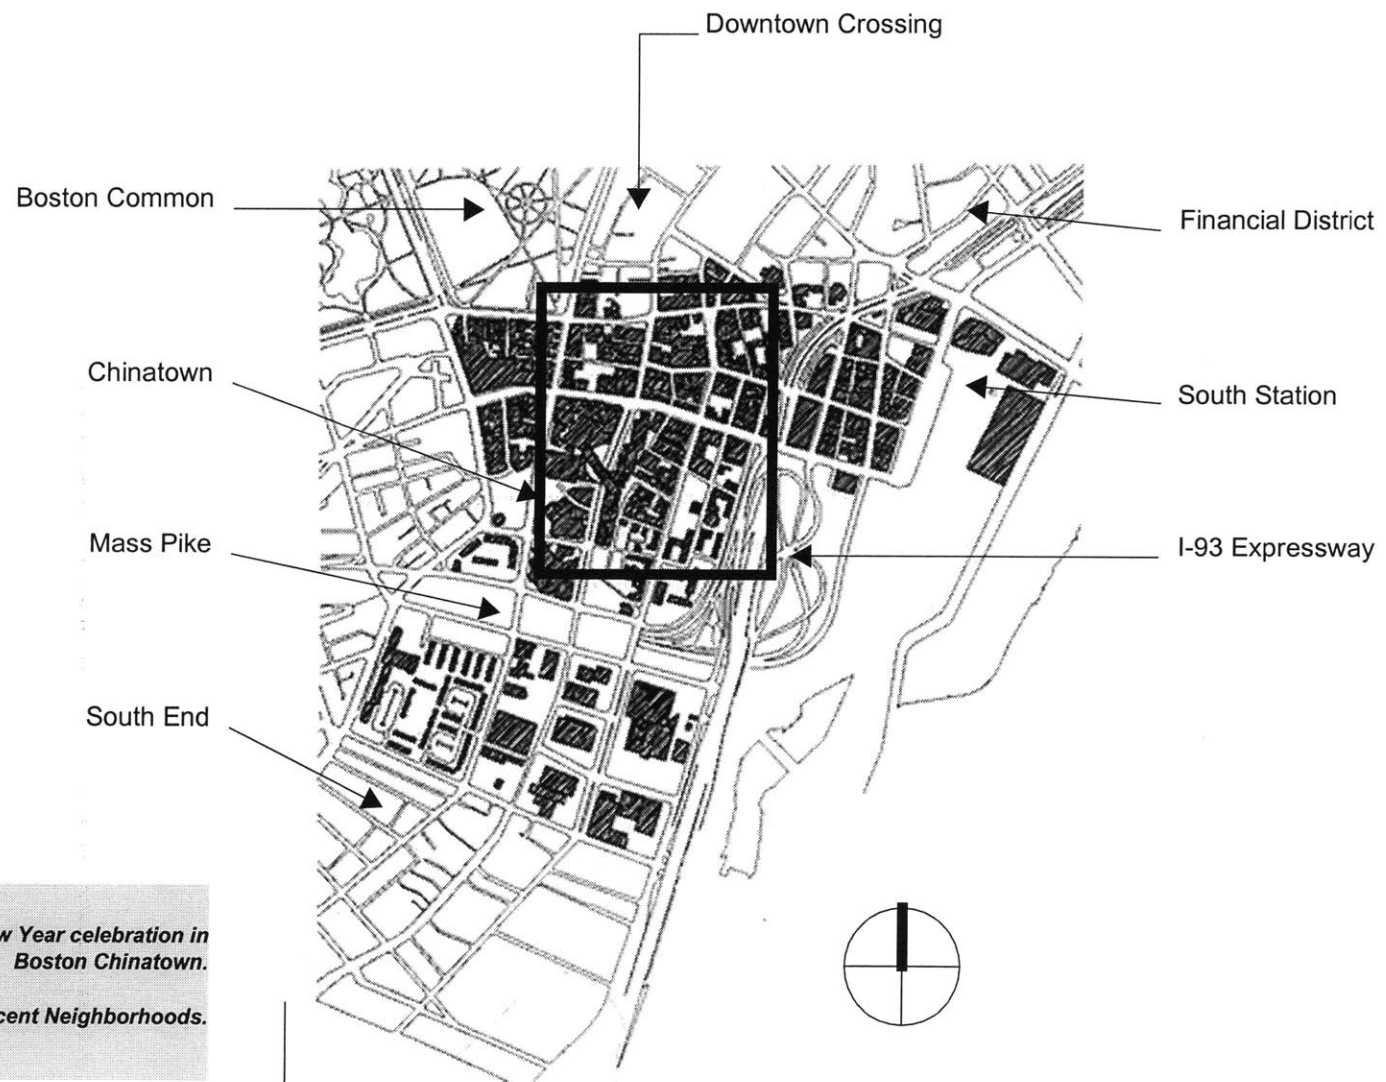 Downtown Crossing
Boston Common
Financial District
Chinatown
South Station
Mass Pike
I-93 Expressway
South End
Year celebration in
Boston Chinatown.
Neighborhoods.